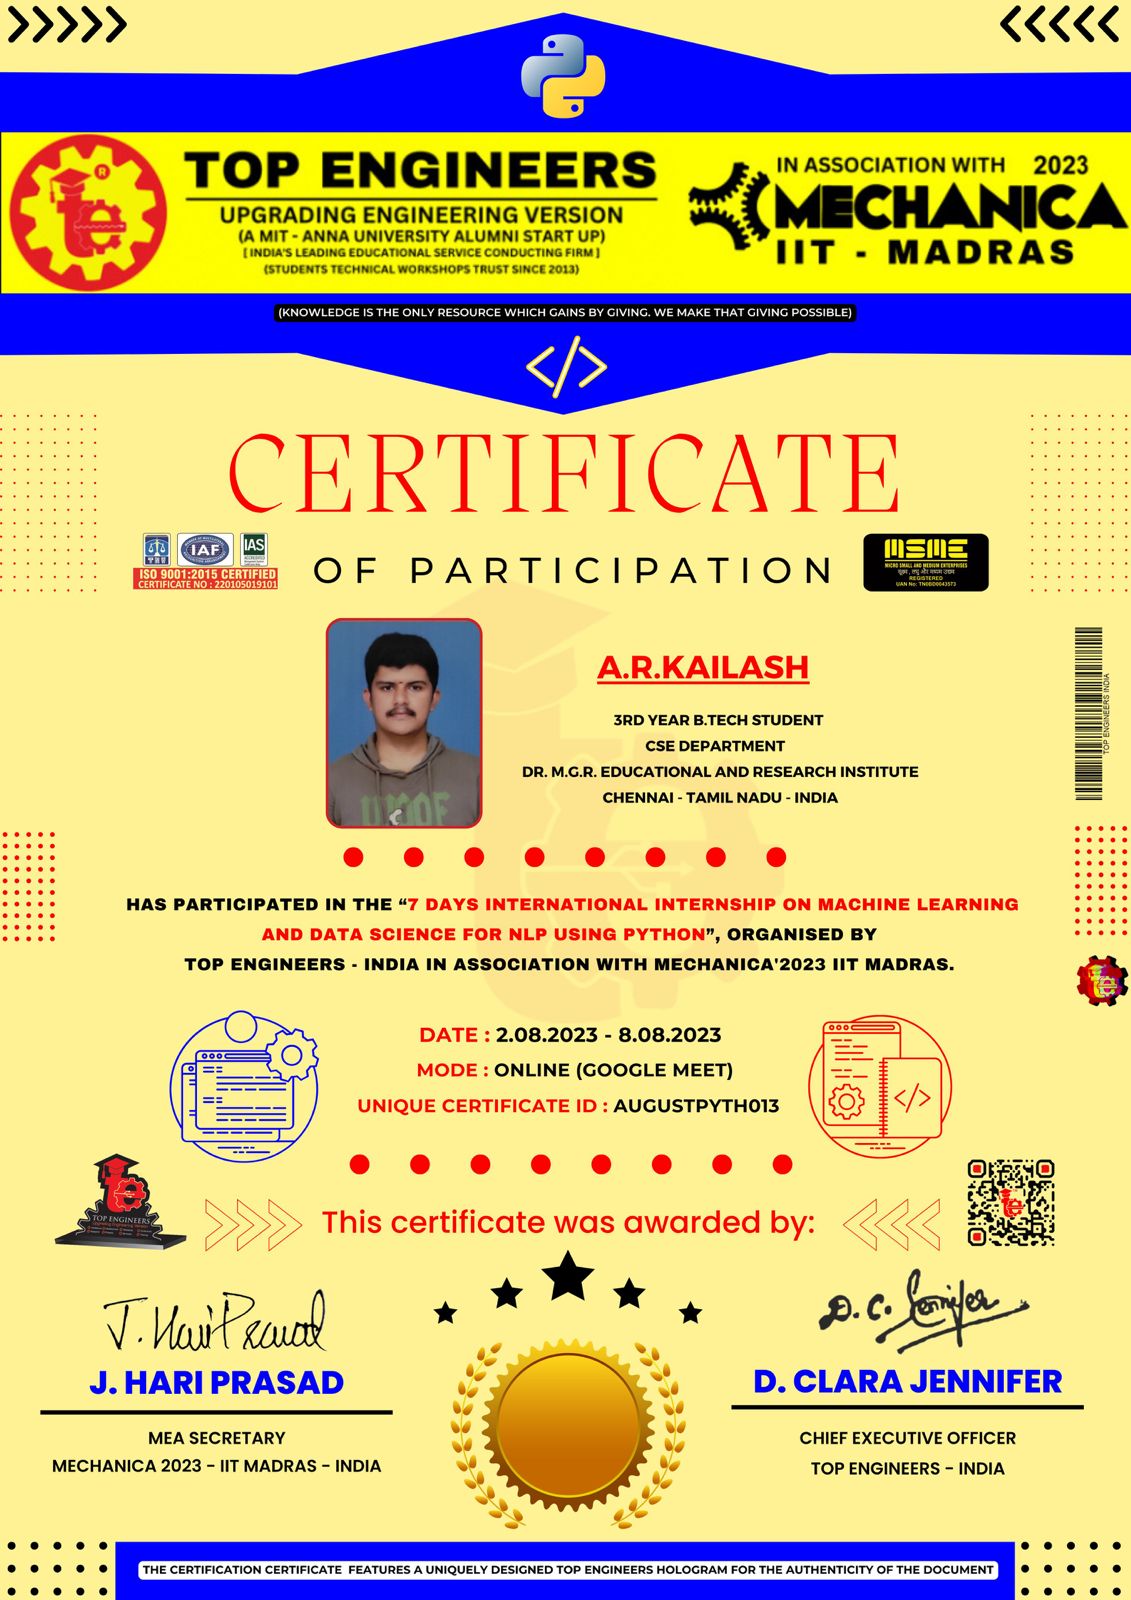 TOP ENGINEERS
UPGRADING ENGINEERING VERSION
(A MIT - ANNA UNIVERSITY ALUMNI START UP)
[ INDIA'S LEADING EDUCATIONAL SERVICE CONDUCTING FIRM ]
(STUDENTS TECHNICAL WORKSHOPS TRUST SINCE 2013)
IN ASSOCIATION WITH 2023
MECHANICA
IIT - MADRAS
(KNOWLEDGE IS THE ONLY RESOURCE WHICH GAINS BY GIVING. WE MAKE THAT GIVING POSSIBLE)
</>
CERTIFICATE
OF PARTICIPATION
IAF
IAS
ISO 9001:2015 CERTIFIED
CERTIFICATE NO : 220105019101
MSME
MICRO SMALL AND MEDIUM ENTERPRISES
सूक्ष्म, लघु और मध्यम उद्यम
REGISTERED
UAN No: TN0BD0043573
A.R.KAILASH
3RD YEAR B.TECH STUDENT
CSE DEPARTMENT
DR. M.G.R. EDUCATIONAL AND RESEARCH INSTITUTE
CHENNAI - TAMIL NADU - INDIA
TOP ENGINEERS INDIA
HAS PARTICIPATED IN THE “7 DAYS INTERNATIONAL INTERNSHIP ON MACHINE LEARNING
AND DATA SCIENCE FOR NLP USING PYTHON”, ORGANISED BY
TOP ENGINEERS - INDIA IN ASSOCIATION WITH MECHANICA'2023 IIT MADRAS.
DATE : 2.08.2023 - 8.08.2023
MODE : ONLINE (GOOGLE MEET)
UNIQUE CERTIFICATE ID : AUGUSTPYTH013
</>
TOP ENGINEERS
This certificate was awarded by:
J. Hari Prasad
D. C. Jennifer
J. HARI PRASAD
D. CLARA JENNIFER
MEA SECRETARY
MECHANICA 2023 - IIT MADRAS - INDIA
CHIEF EXECUTIVE OFFICER
TOP ENGINEERS - INDIA
THE CERTIFICATION CERTIFICATE FEATURES A UNIQUELY DESIGNED TOP ENGINEERS HOLOGRAM FOR THE AUTHENTICITY OF THE DOCUMENT